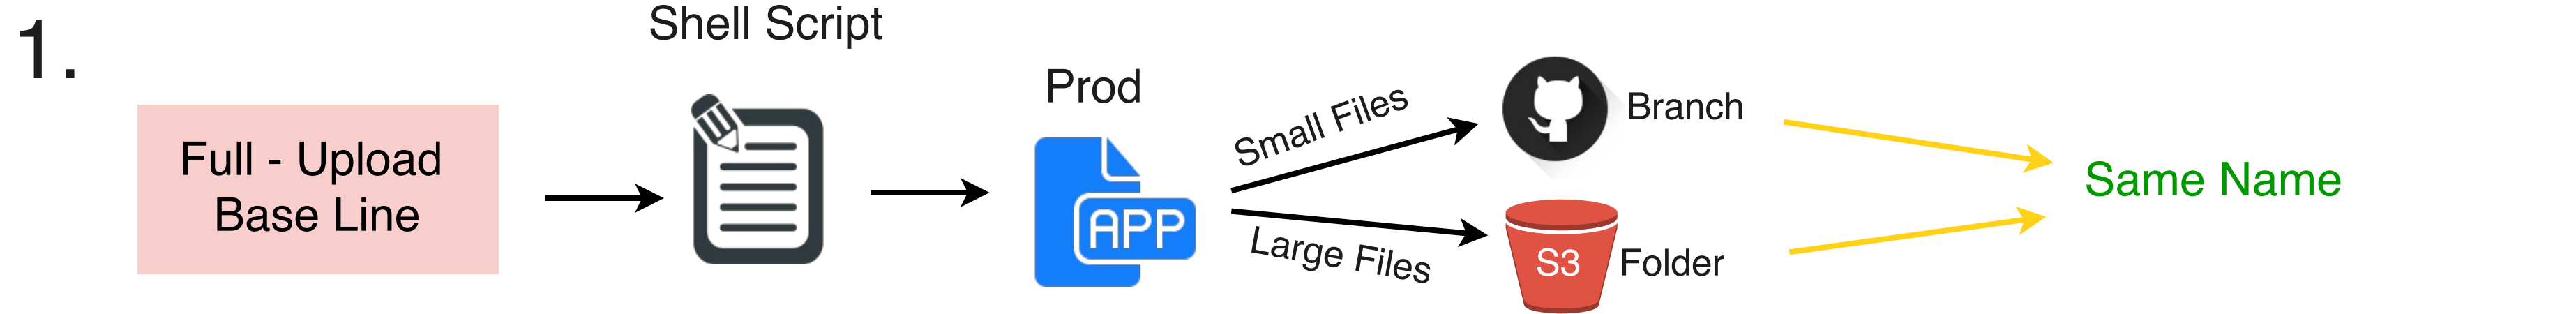 1.
Full - Upload
Base Line
Shell Script
Prod
APP
Small Files
Large Files
Branch
S3
Folder
Same Name